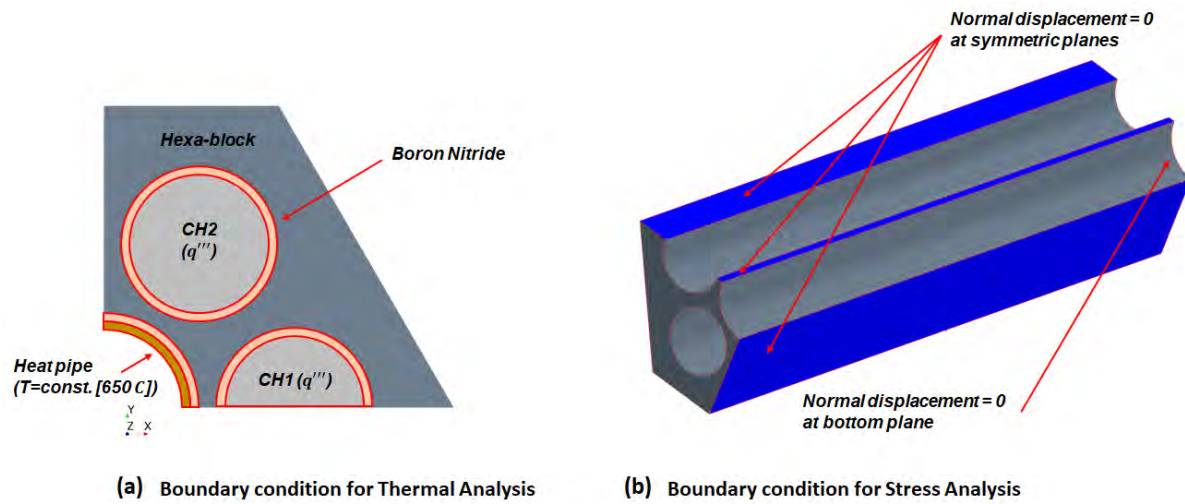 Hexa-block
Boron Nitride
CH2
(q''')
Heat pipe
(T=const. [650 C])
CH1 (q''')
Y
Z X
(a) Boundary condition for Thermal Analysis
Normal displacement = 0
at symmetric planes
Normal displacement = 0
at bottom plane
(b) Boundary condition for Stress Analysis